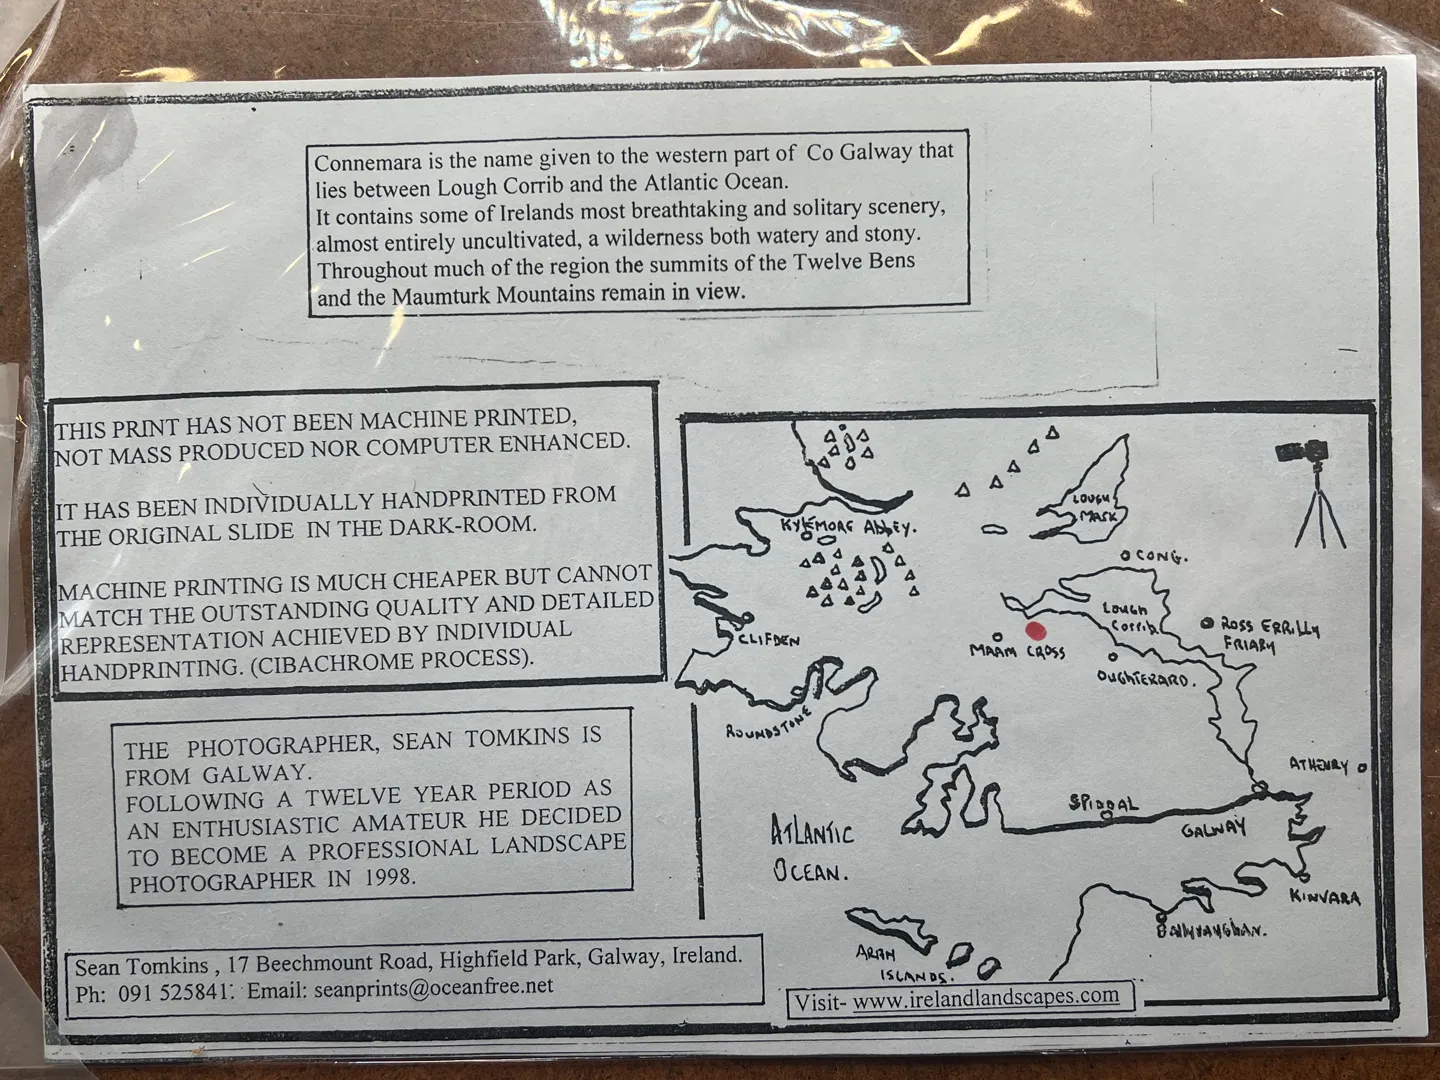 Connemara is the name given to the western part of Co Galway that
lies between Lough Corrib and the Atlantic Ocean.
It contains some of Irelands most breathtaking and solitary scenery,
almost entirely uncultivated, a wilderness both watery and stony.
Throughout much of the region the summits of the Twelve Bens
and the Maumturk Mountains remain in view.
THIS PRINT HAS NOT BEEN MACHINE PRINTED,
NOT MASS PRODUCED NOR COMPUTER ENHANCED.
IT HAS BEEN INDIVIDUALLY HANDPRINTED FROM
THE ORIGINAL SLIDE IN THE DARK-ROOM.
MACHINE PRINTING IS MUCH CHEAPER BUT CANNOT
MATCH THE OUTSTANDING QUALITY AND DETAILED
REPRESENTATION ACHIEVED BY INDIVIDUAL
HANDPRINTING. (CIBACHROME PROCESS).
THE PHOTOGRAPHER, SEAN TOMKINS IS
FROM GALWAY.
FOLLOWING A TWELVE YEAR PERIOD AS
AN ENTHUSIASTIC AMATEUR HE DECIDED
TO BECOME A PROFESSIONAL LANDSCAPE
PHOTOGRAPHER IN 1998.
Sean Tomkins , 17 Beechmount Road, Highfield Park, Galway, Ireland.
Ph: 091 525841. Email: seanprints@oceanfree.net
LOUGH
MASK
KYLEMORE ABBEY.
CONG.
LOUGH
Corrib
ROSS ERRILLY
FRIARY
CLIFDEN
MAAM CROSS
OUGHTERARD.
ROUNDSTONE
ATHENRY
SPIDDAL
GALWAY
ATLANTIC
OCEAN.
KINVARA
Ballyvaughan.
ARAN
ISLANDS.
Visit- www.irelandlandscapes.com